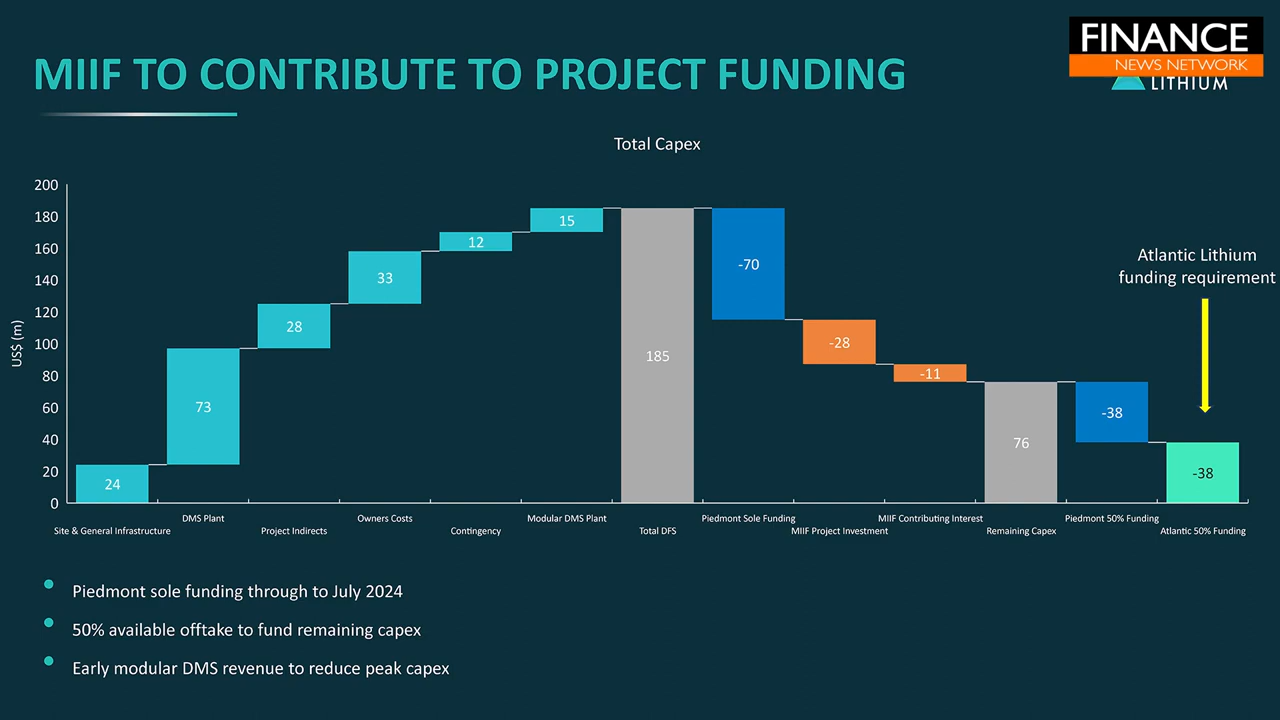 FINANCE
NEWS NETWORK
LITHIUM
MIIF TO CONTRIBUTE TO PROJECT FUNDING
Total Capex
US$ (m)
200
180
160
140
120
100
80
60
40
20
0
24
73
28
33
12
15
185
-70
-28
-11
76
-38
-38
Atlantic Lithium
funding requirement
Site & General Infrastructure
DMS Plant
Project Indirects
Owners Costs
Contingency
Modular DMS Plant
Total DFS
Piedmont Sole Funding
MIIF Project Investment
MIIF Contributing Interest
Remaining Capex
Piedmont 50% Funding
Atlantic 50% Funding
Piedmont sole funding through to July 2024
50% available offtake to fund remaining capex
Early modular DMS revenue to reduce peak capex